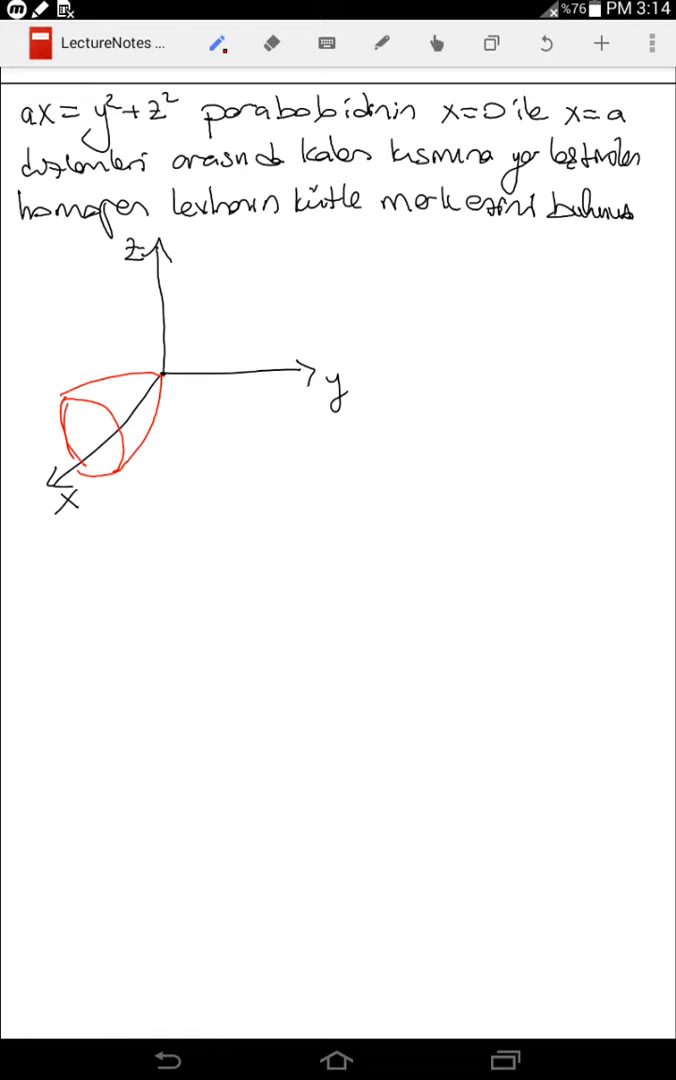 %76 PM 3:14
LectureNotes ...
ax = y² + z² paraboloidinin x=0 ile x=a
düzlemleri arasında kalan kısmına yerleştirilen
homojen levhanın kütle merkezini bulunuz
z
y
x